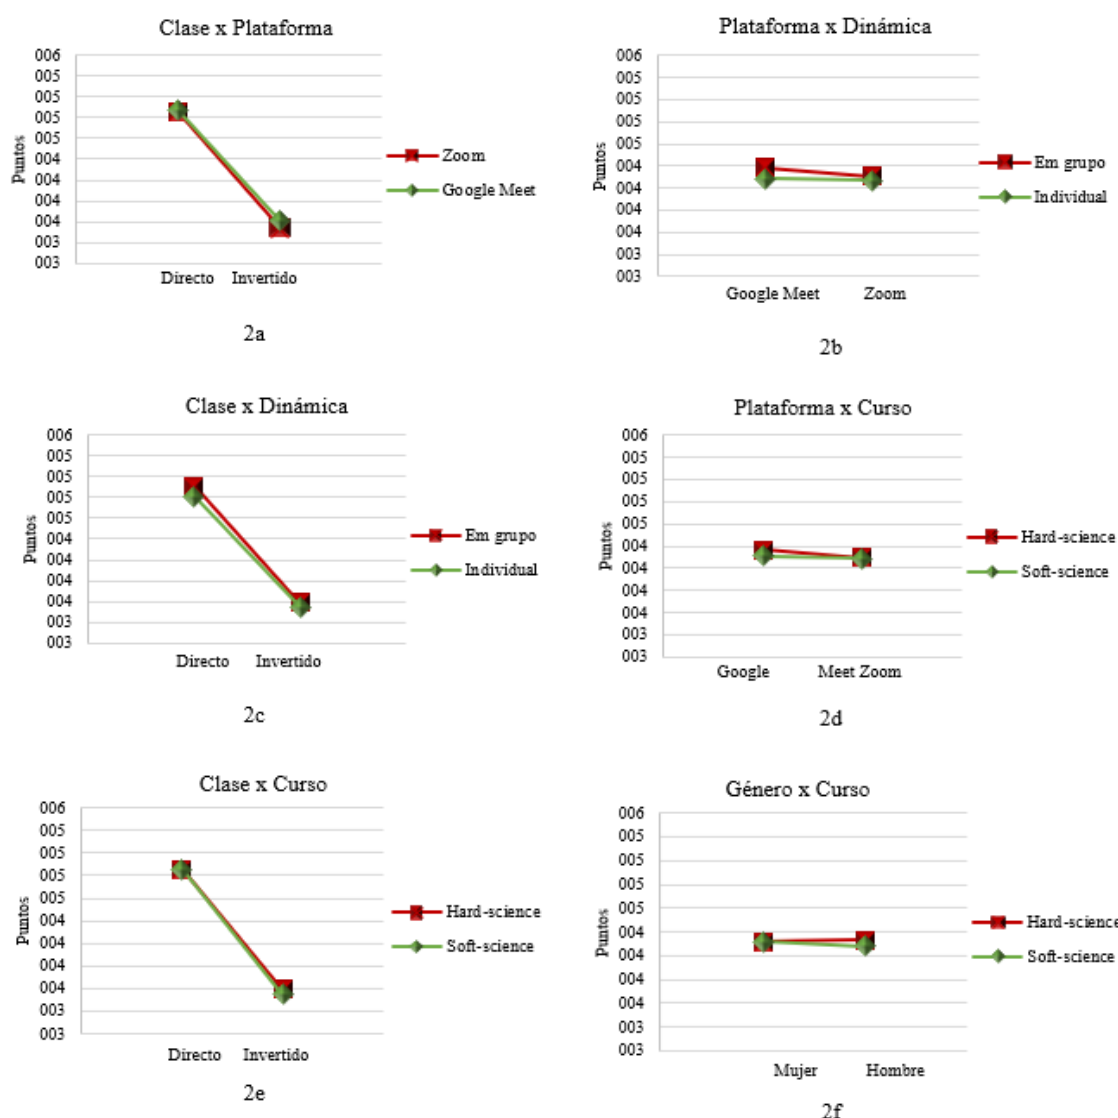 Clase x Plataforma
006
005
005
005
005
004
004
004
004
003
003
Puntos
Directo Invertido
Zoom
Google Meet
2a
Plataforma x Dinámica
006
005
005
005
005
004
004
004
004
003
003
Puntos
Google Meet Zoom
Em grupo
Individual
2b
Clase x Dinámica
006
005
005
005
005
004
004
004
004
003
003
Puntos
Directo Invertido
Em grupo
Individual
2c
Plataforma x Curso
006
005
005
005
005
004
004
004
004
003
003
Puntos
Google Meet Zoom
Hard-science
Soft-science
2d
Clase x Curso
006
005
005
005
005
004
004
004
004
003
003
Puntos
Directo Invertido
Hard-science
Soft-science
2e
Género x Curso
006
005
005
005
005
004
004
004
004
003
003
Puntos
Mujer Hombre
Hard-science
Soft-science
2f